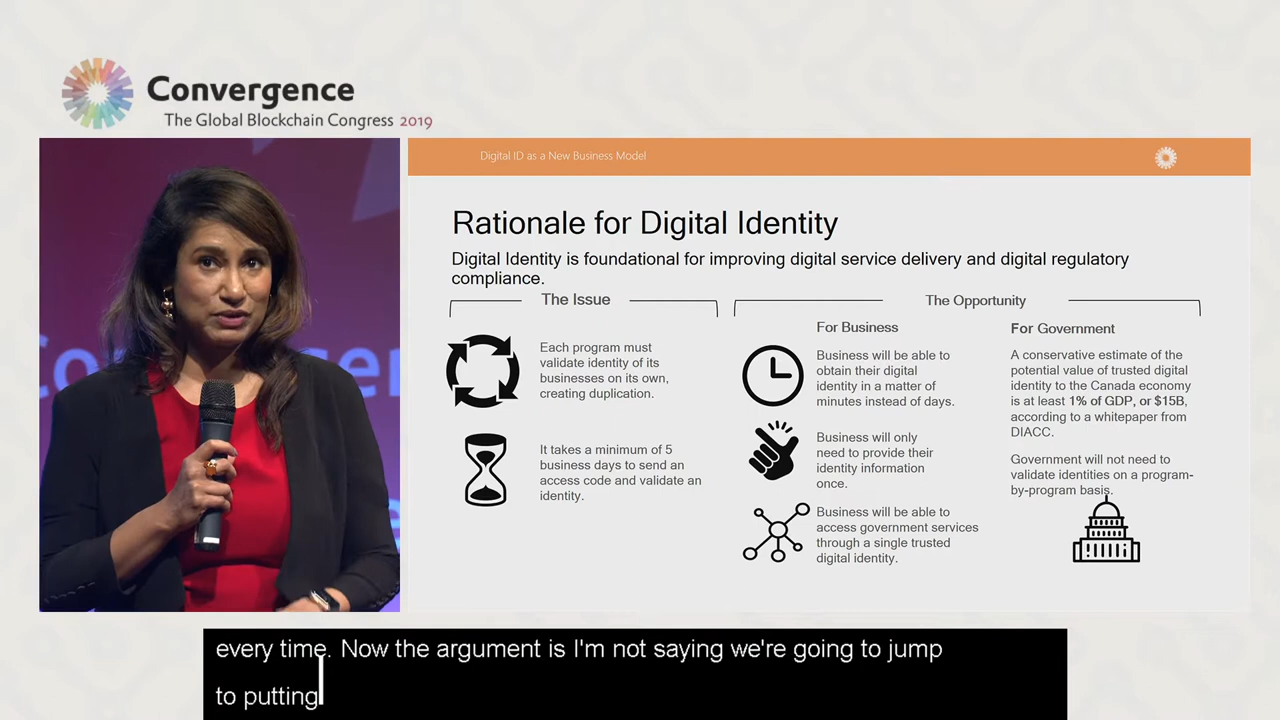 Convergence
The Global Blockchain Congress 2019
Digital ID as a New Business Model
Rationale for Digital Identity
Digital Identity is foundational for improving digital service delivery and digital regulatory
compliance.
The Issue
Each program must
validate identity of its
businesses on its own,
creating duplication.
It takes a minimum of 5
business days to send an
access code and validate an
identity.
The Opportunity
For Business
Business will be able to
obtain their digital
identity in a matter of
minutes instead of days.
Business will only
need to provide their
identity information
once.
Business will be able to
access government services
through a single trusted
digital identity.
For Government
A conservative estimate of the
potential value of trusted digital
identity to the Canada economy
is at least 1% of GDP, or $15B,
according to a whitepaper from
DIACC.
Government will not need to
validate identities on a program-
by-program basis.
every time. Now the argument is I'm not saying we're going to jump
to putting